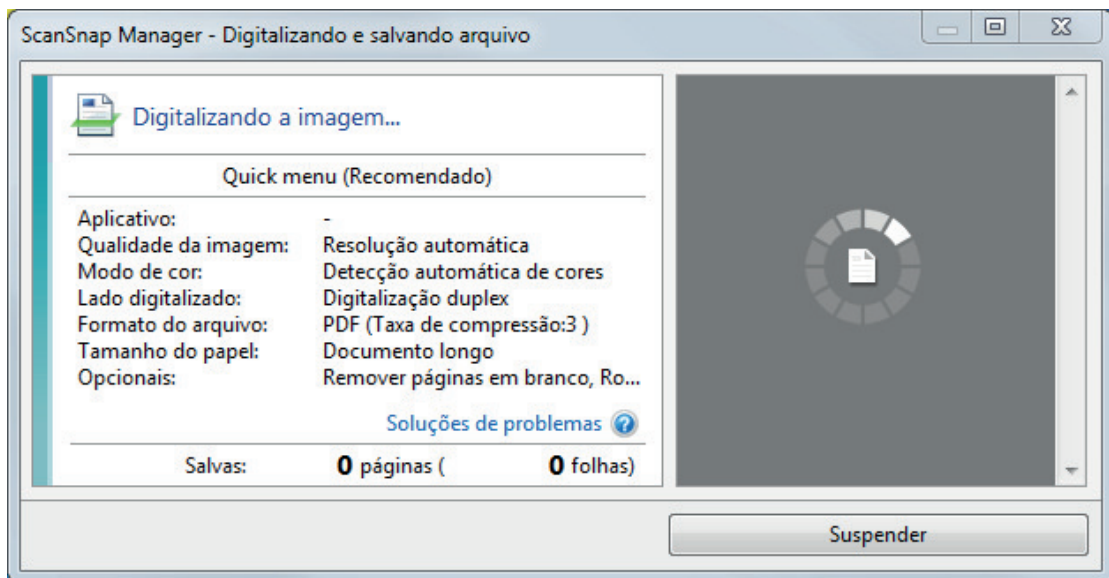 ScanSnap Manager - Digitalizando e salvando arquivo
Digitalizando a imagem...
Quick menu (Recomendado)
Aplicativo: -
Qualidade da imagem: Resolução automática
Modo de cor: Detecção automática de cores
Lado digitalizado: Digitalização duplex
Formato do arquivo: PDF (Taxa de compressão:3 )
Tamanho do papel: Documento longo
Opcionais: Remover páginas em branco, Ro...
Soluções de problemas
Salvas: 0 páginas ( 0 folhas)
Suspender